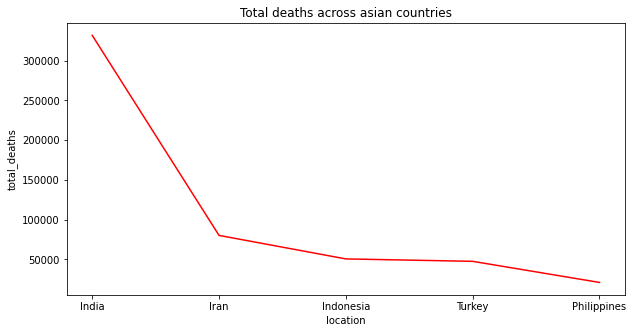 Total deaths across asian countries
300000
250000
200000
150000
100000
50000
total_deaths
India Iran Indonesia Turkey Philippines
location